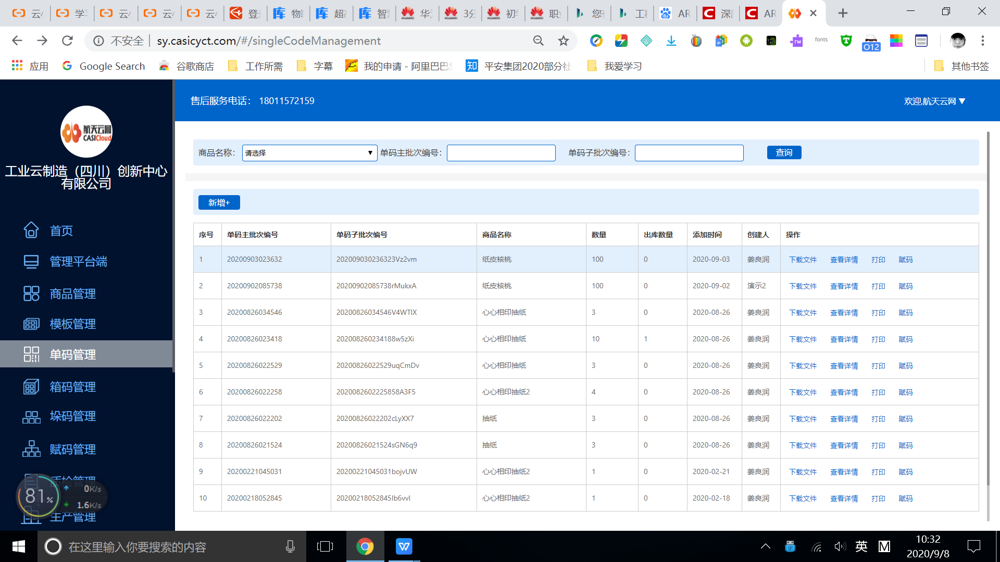 云 学 云 云 云 登 物 超 智 华 3分 初 职 您 工 AR 深 AR
不安全 sy.casicyct.com/#/singleCodeManagement fonts O12
应用 Google Search 谷歌商店 工作所需 字幕 我的申请 - 阿里巴巴 知 平安集团2020部分社 我爱学习 其他书签
售后服务电话： 18011572159 欢迎,航天云网▼
航天云网
CASICloud
工业云制造（四川）创新中心
有限公司
首页
管理平台端
商品管理
模板管理
单码管理
箱码管理
垛码管理
赋码管理
质检管理
生产管理
81% 0K/s
1.6K/s
商品名称： 请选择 单码主批次编号： 单码子批次编号： 查询
新增+
序号 单码主批次编号 单码子批次编号 商品名称 数量 出库数量 添加时间 创建人 操作
1 20200903023632 202009030236323Vz2vm 纸皮核桃 100 0 2020-09-03 姜良润 下载文件 查看详情 打印 赋码
2 20200902085738 20200902085738rMukxA 纸皮核桃 100 0 2020-09-02 演示2 下载文件 查看详情 打印 赋码
3 20200826034546 20200826034546V4WTIX 心心相印抽纸 3 0 2020-08-26 姜良润 下载文件 查看详情 打印 赋码
4 20200826023418 202008260234188w5zXi 心心相印抽纸 10 1 2020-08-26 姜良润 下载文件 查看详情 打印 赋码
5 20200826022529 20200826022529uqCmDv 心心相印抽纸 3 0 2020-08-26 姜良润 下载文件 查看详情 打印 赋码
6 20200826022258 2020082602225858A3F5 心心相印抽纸2 4 0 2020-08-26 姜良润 下载文件 查看详情 打印 赋码
7 20200826022202 20200826022202cLyXX7 抽纸 3 0 2020-08-26 姜良润 下载文件 查看详情 打印 赋码
8 20200826021524 20200826021524sGN6q9 抽纸 3 0 2020-08-26 姜良润 下载文件 查看详情 打印 赋码
9 20200221045031 20200221045031bojvUW 心心相印抽纸2 1 0 2020-02-21 姜良润 下载文件 查看详情 打印 赋码
10 20200218052845 20200218052845Ib6vvI 心心相印抽纸2 1 0 2020-02-18 姜良润 下载文件 查看详情 打印 赋码
在这里输入你要搜索的内容 英 M 10:32
2020/9/8